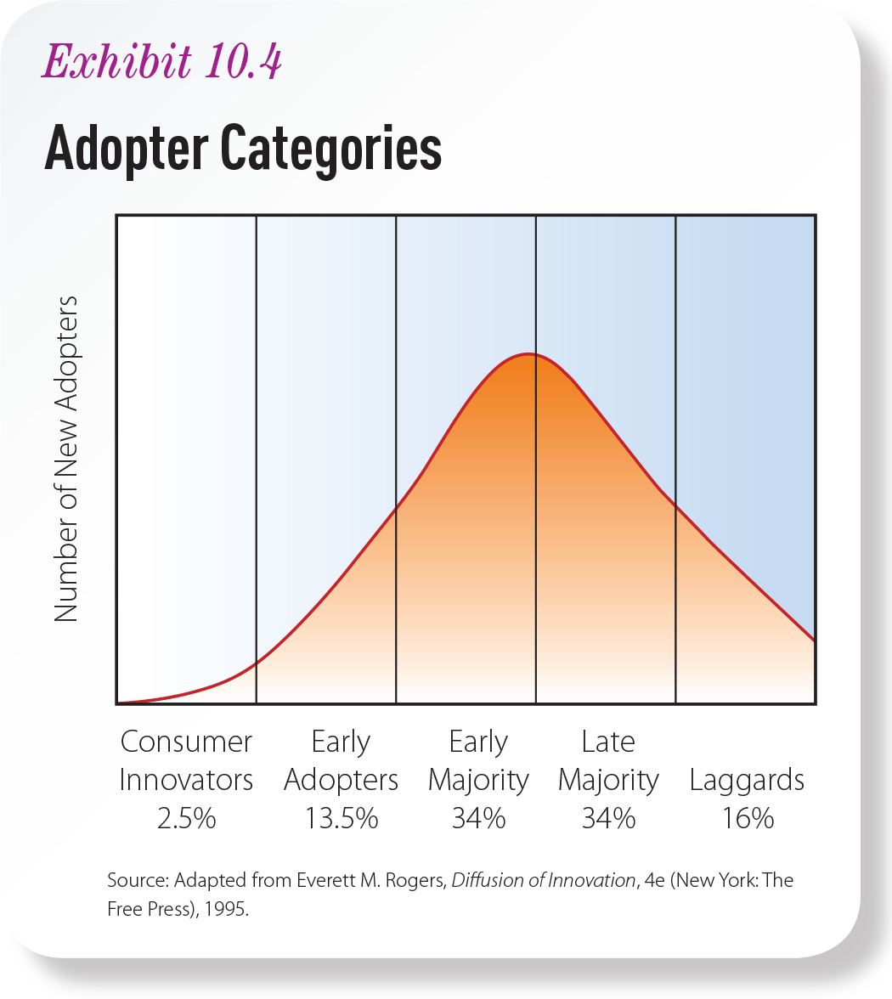 Exhibit 10.4
Adopter Categories
Number of New Adopters
Consumer
Innovators
2.5%
Early
Adopters
13.5%
Early
Majority
34%
Late
Majority
34%
Laggards
16%
Source: Adapted from Everett M. Rogers, Diffusion of Innovation, 4e (New York: The
Free Press), 1995.